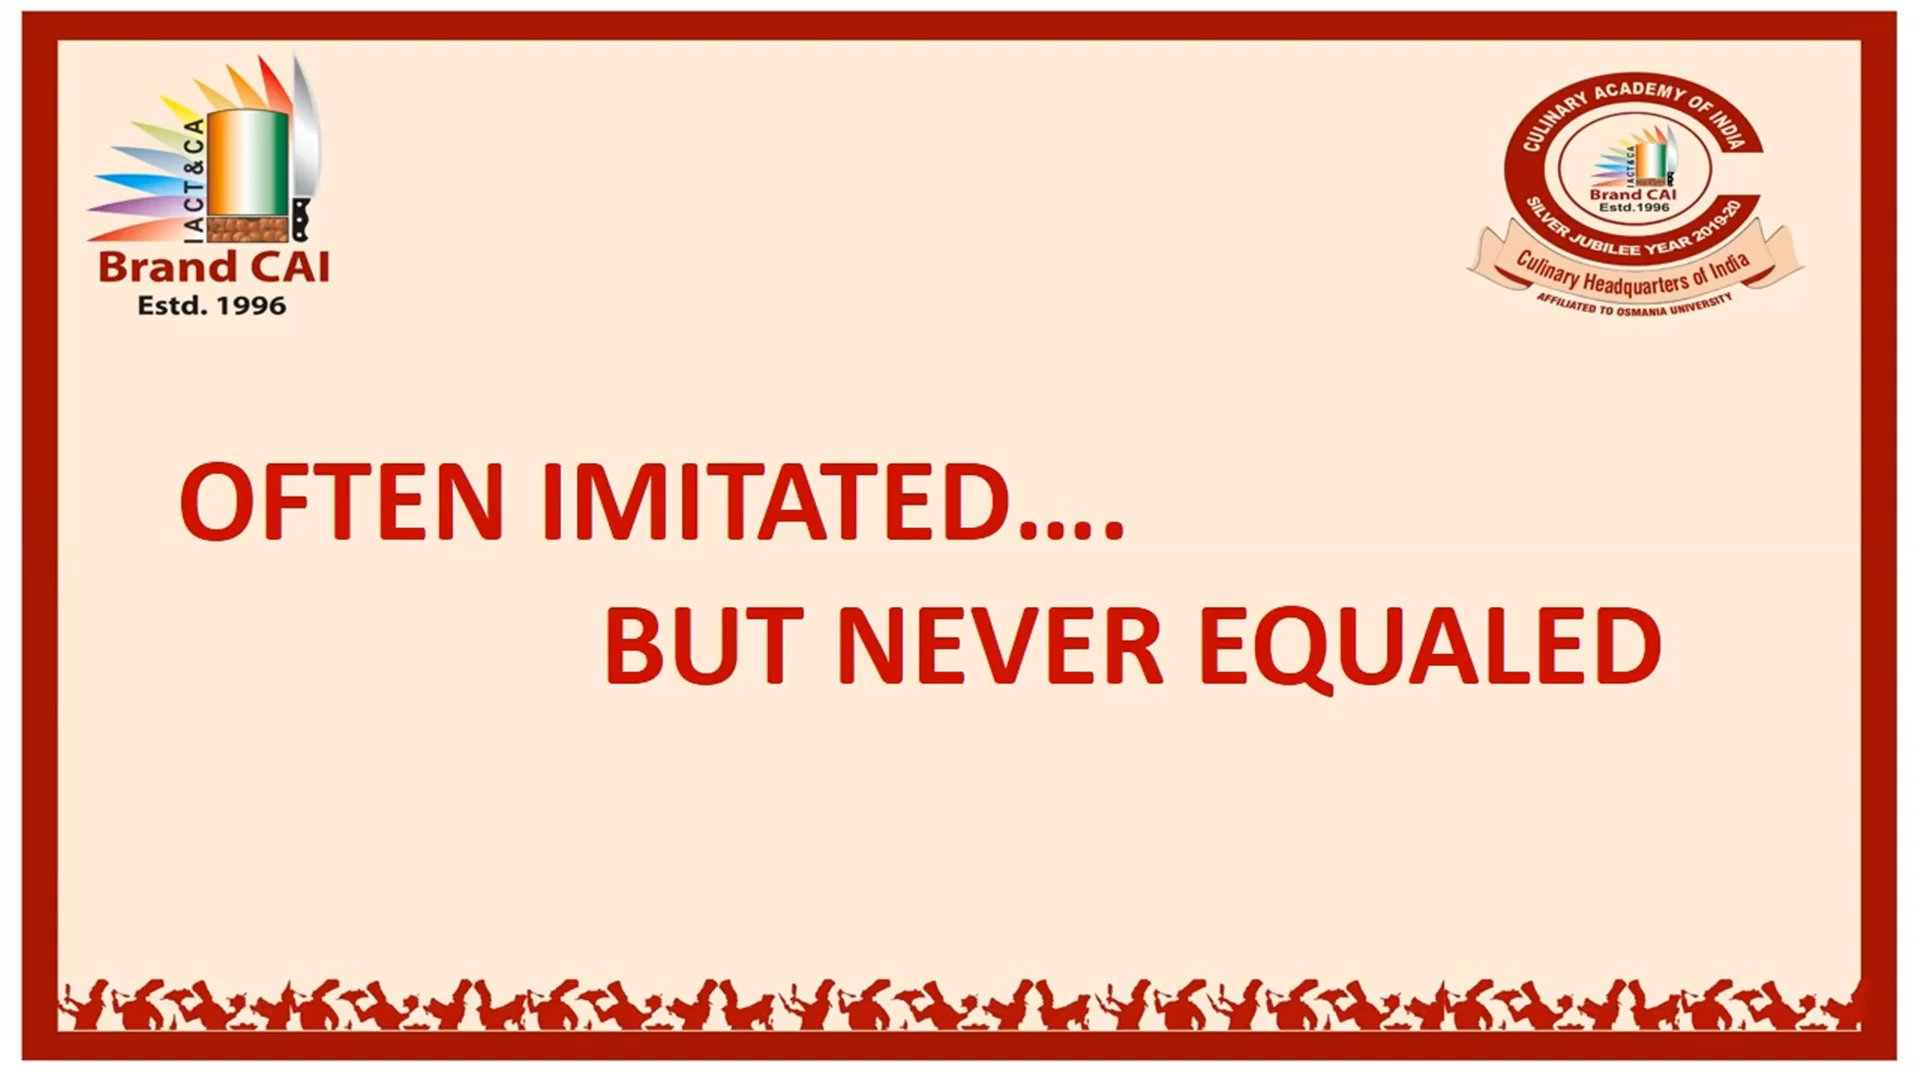 IACT&CA
Brand CAI
Estd. 1996
CULINARY ACADEMY OF INDIA
IACT&CA
Brand CAI
Estd.1996
SILVER JUBILEE YEAR 2019-20
Culinary Headquarters of India
AFFILIATED TO OSMANIA UNIVERSITY
OFTEN IMITATED....
BUT NEVER EQUALED